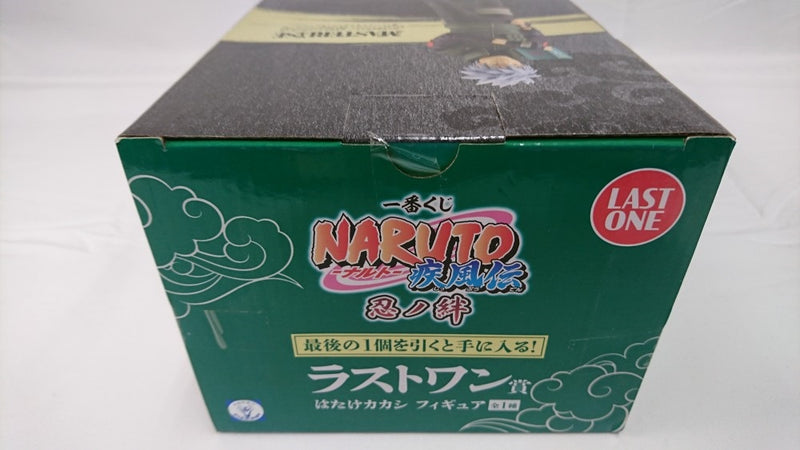 MASTERLISE
一番くじ
LAST
ONE
NARUTO
-ナルト-
疾風伝
忍ノ絆
最後の1個を引くと手に入る!
ラストワン賞
はたけカカシ フィギュア 全1種